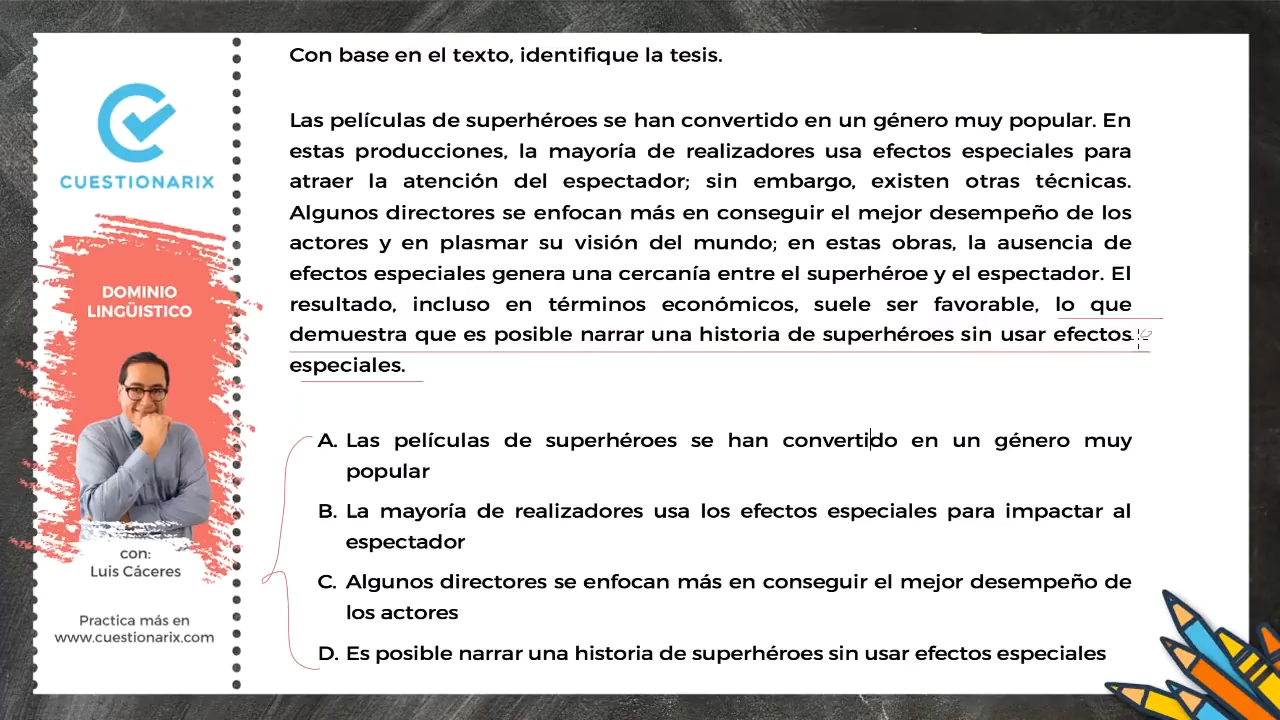 Con base en el texto, identifique la tesis.
Las películas de superhéroes se han convertido en un género muy popular. En
estas producciones, la mayoría de realizadores usa efectos especiales para
atraer la atención del espectador; sin embargo, existen otras técnicas.
Algunos directores se enfocan más en conseguir el mejor desempeño de los
actores y en plasmar su visión del mundo; en estas obras, la ausencia de
efectos especiales genera una cercanía entre el superhéroe y el espectador. El
resultado, incluso en términos económicos, suele ser favorable, lo que
demuestra que es posible narrar una historia de superhéroes sin usar efectos
especiales.
A. Las películas de superhéroes se han convertido en un género muy
popular
B. La mayoría de realizadores usa los efectos especiales para impactar al
espectador
C. Algunos directores se enfocan más en conseguir el mejor desempeño de
los actores
D. Es posible narrar una historia de superhéroes sin usar efectos especiales
CUESTIONARIX
DOMINIO
LINGÜISTICO
con:
Luis Cáceres
Practica más en
www.cuestionarix.com